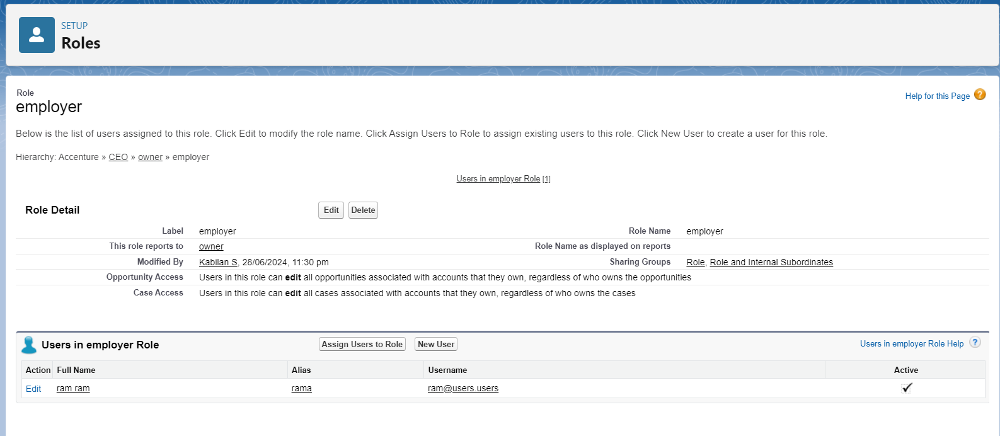 SETUP
Roles
Role
employer
Help for this Page ?
Below is the list of users assigned to this role. Click Edit to modify the role name. Click Assign Users to Role to assign existing users to this role. Click New User to create a user for this role.
Hierarchy: Accenture » CEO » owner » employer
Users in employer Role [1]
Role Detail Edit Delete
Label employer Role Name employer
This role reports to owner Role Name as displayed on reports
Modified By Kabilan S, 28/06/2024, 11:30 pm Sharing Groups Role, Role and Internal Subordinates
Opportunity Access Users in this role can edit all opportunities associated with accounts that they own, regardless of who owns the opportunities
Case Access Users in this role can edit all cases associated with accounts that they own, regardless of who owns the cases
Users in employer Role Assign Users to Role New User Users in employer Role Help ?
Action Full Name Alias Username Active
Edit ram ram rama ram@users.users